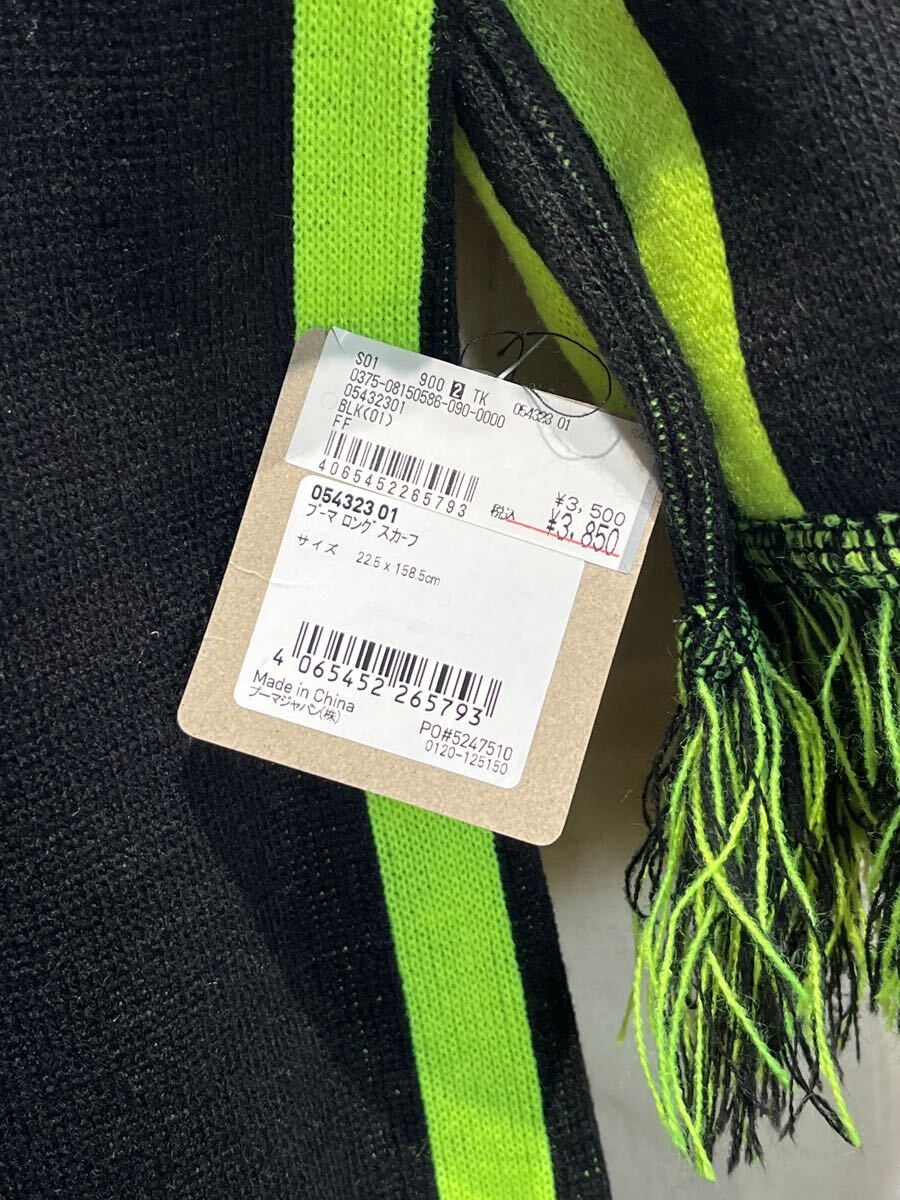 S01 900 2 TK 054323 01
0375-08150586-090-0000
05432301
BLK(01)
FF
4065452265793
¥3,500
税込 ¥3,850
054323 01
プーマ ロング スカーフ
サイズ 22.5 x 158.5cm
4 065452 265793
Made in China
プーマジャパン(株)
PO#5247510
0120-125150